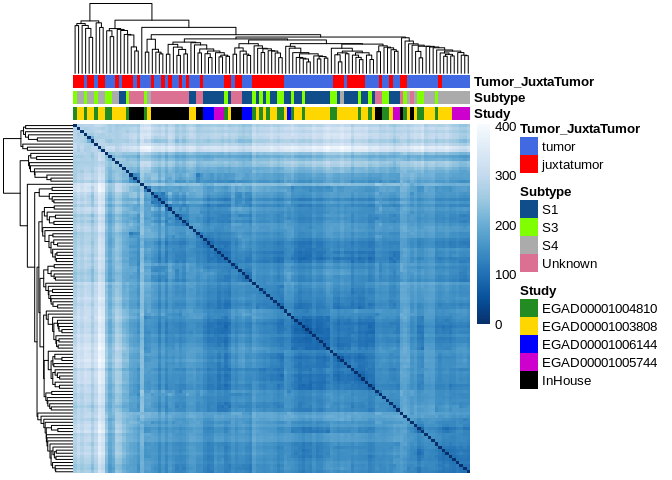 Tumor_JuxtaTumor
Subtype
Study
400
300
200
100
0
Tumor_JuxtaTumor
tumor
juxtatumor
Subtype
S1
S3
S4
Unknown
Study
EGAD00001004810
EGAD00001003808
EGAD00001006144
EGAD00001005744
InHouse